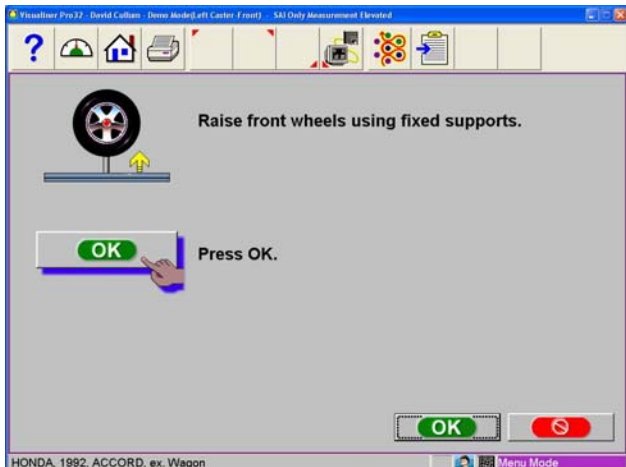 Visualiner Pro32 - David Cullum - Demo Mode(Left Caster-Front) - SAI Only Measurement Elevated
?
Raise front wheels using fixed supports.
OK
Press OK.
OK
HONDA, 1992, ACCORD, ex, Wagon
Menu Mode